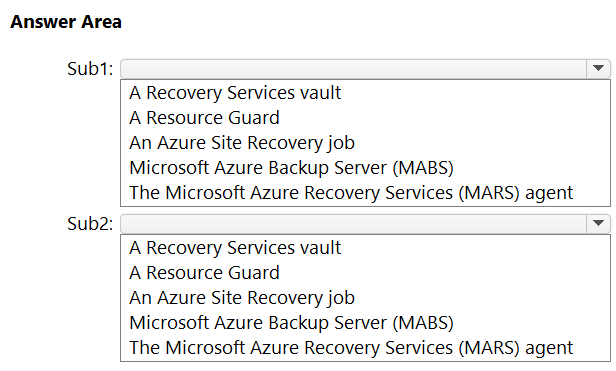 Answer Area
Sub1:
A Recovery Services vault
A Resource Guard
An Azure Site Recovery job
Microsoft Azure Backup Server (MABS)
The Microsoft Azure Recovery Services (MARS) agent
Sub2:
A Recovery Services vault
A Resource Guard
An Azure Site Recovery job
Microsoft Azure Backup Server (MABS)
The Microsoft Azure Recovery Services (MARS) agent